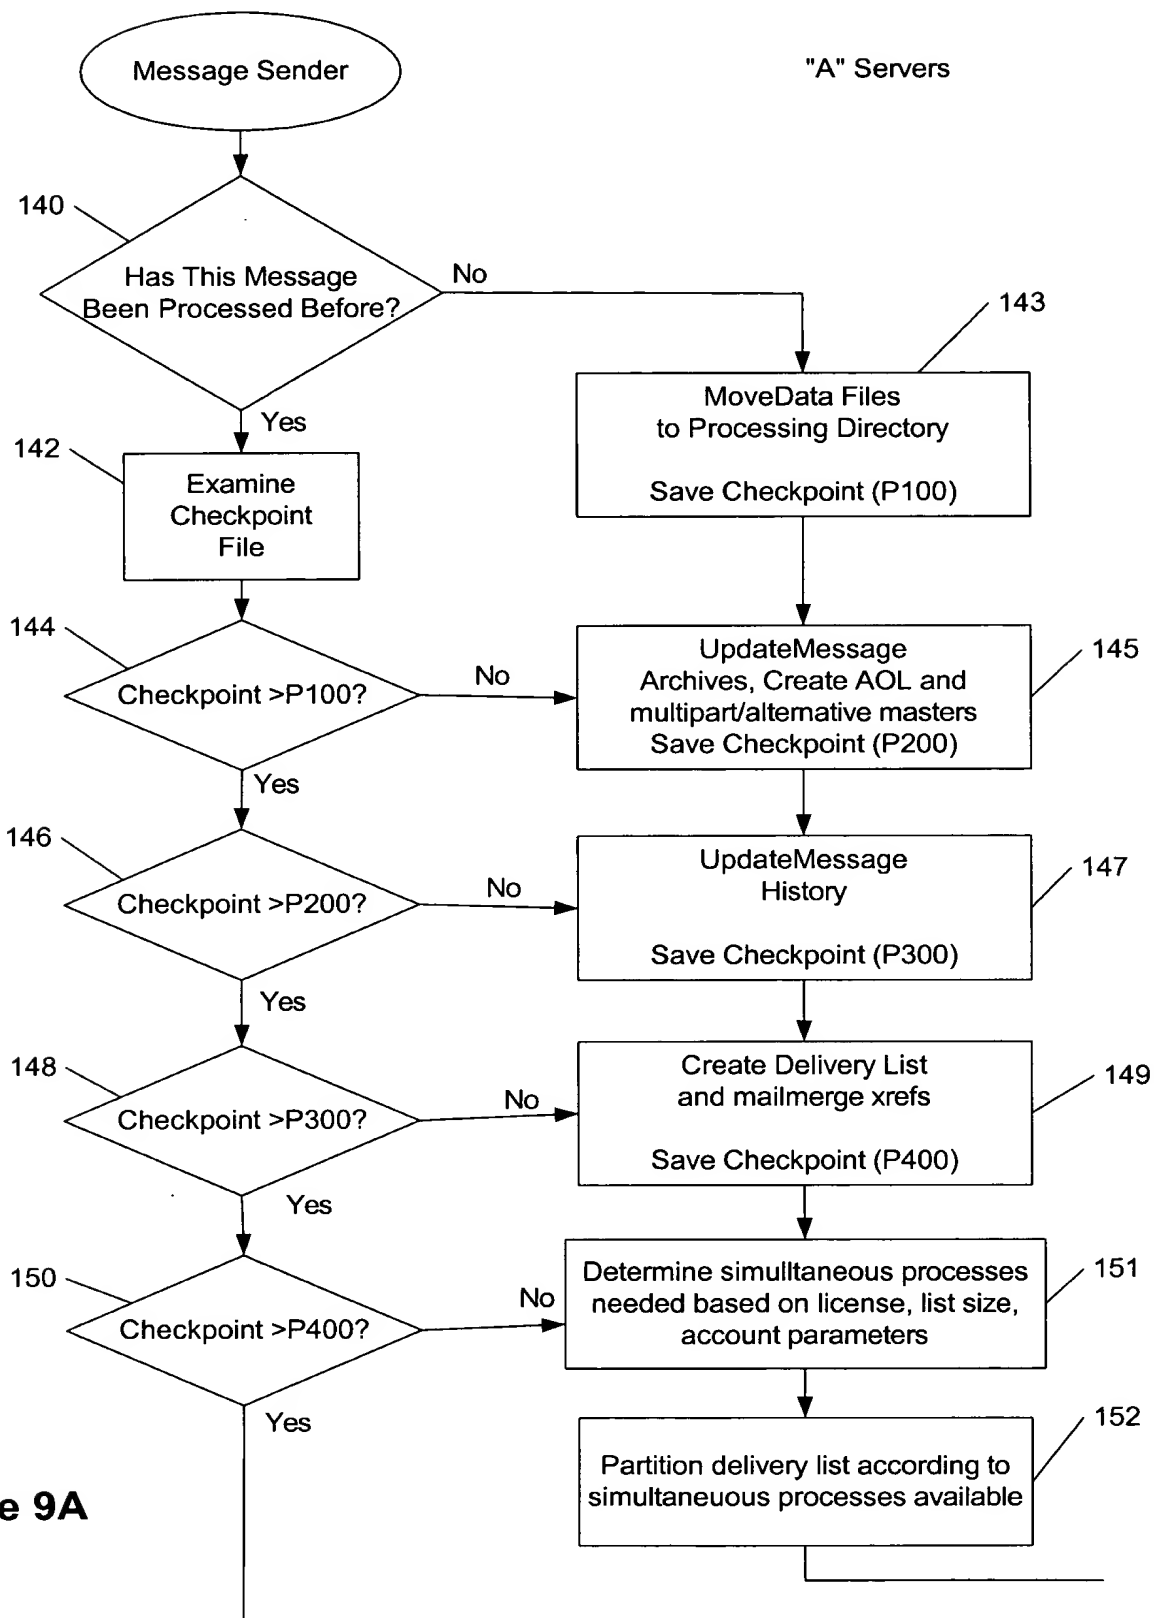 Message Sender
"A" Servers
140
Has This Message
Been Processed Before?
No
Yes
143
MoveData Files
to Processing Directory
Save Checkpoint (P100)
142
Examine
Checkpoint
File
144
Checkpoint >P100?
No
Yes
145
UpdateMessage
Archives, Create AOL and
multipart/alternative masters
Save Checkpoint (P200)
146
Checkpoint >P200?
No
Yes
147
UpdateMessage
History
Save Checkpoint (P300)
148
Checkpoint >P300?
No
Yes
149
Create Delivery List
and mailmerge xrefs
Save Checkpoint (P400)
150
Checkpoint >P400?
No
Yes
151
Determine simulltaneous processes
needed based on license, list size,
account parameters
152
Partition delivery list according to
simultaneuous processes available
e 9A